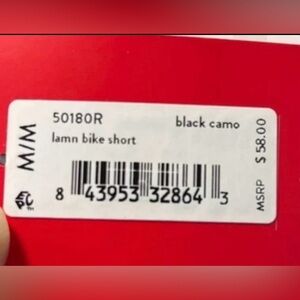 M/M
50180R
black camo
lamn bike short
8 43953 32864 3
MSRP $ 58.00